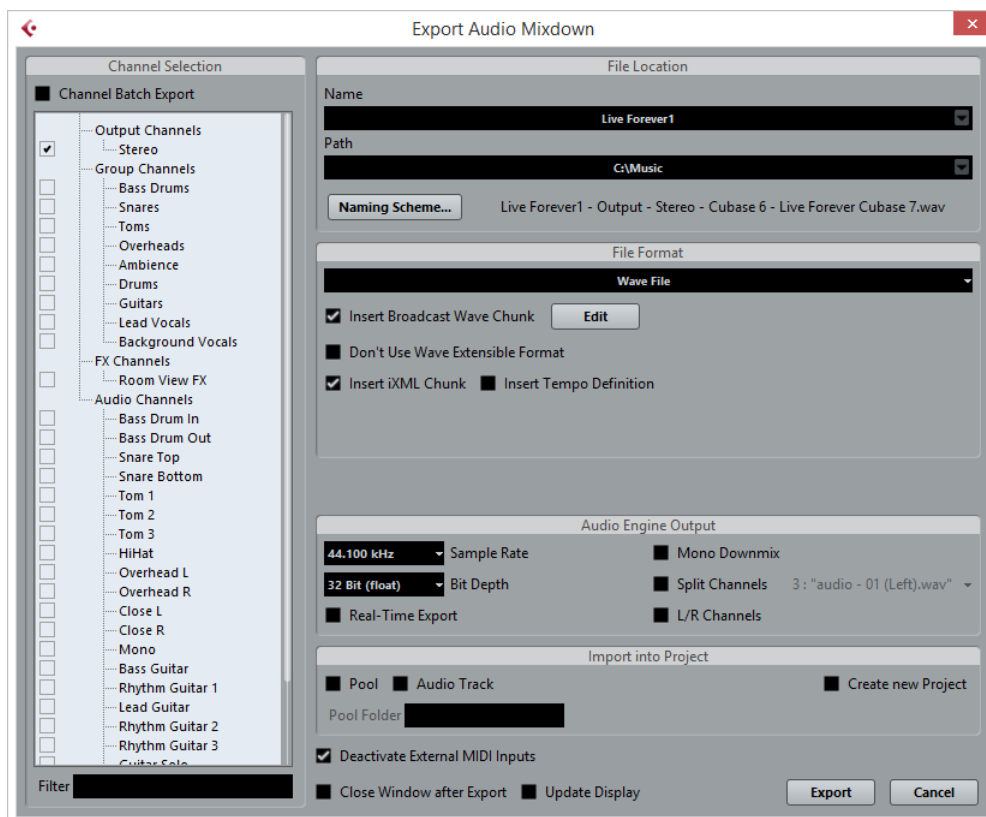 Export Audio Mixdown
Channel Selection
Channel Batch Export
Output Channels
Stereo
Group Channels
Bass Drums
Snares
Toms
Overheads
Ambience
Drums
Guitars
Lead Vocals
Background Vocals
FX Channels
Room View FX
Audio Channels
Bass Drum In
Bass Drum Out
Snare Top
Snare Bottom
Tom 1
Tom 2
Tom 3
HiHat
Overhead L
Overhead R
Close L
Close R
Mono
Bass Guitar
Rhythm Guitar 1
Lead Guitar
Rhythm Guitar 2
Rhythm Guitar 3
Guitar Solo
Filter
File Location
Name
Live Forever1
Path
C:\Music
Naming Scheme... Live Forever1 - Output - Stereo - Cubase 6 - Live Forever Cubase 7.wav
File Format
Wave File
Insert Broadcast Wave Chunk Edit
Don't Use Wave Extensible Format
Insert iXML Chunk Insert Tempo Definition
Audio Engine Output
44.100 kHz Sample Rate Mono Downmix
32 Bit (float) Bit Depth Split Channels 3 : "audio - 01 (Left).wav"
Real-Time Export L/R Channels
Import into Project
Pool Audio Track Create new Project
Pool Folder
Deactivate External MIDI Inputs
Close Window after Export Update Display Export Cancel